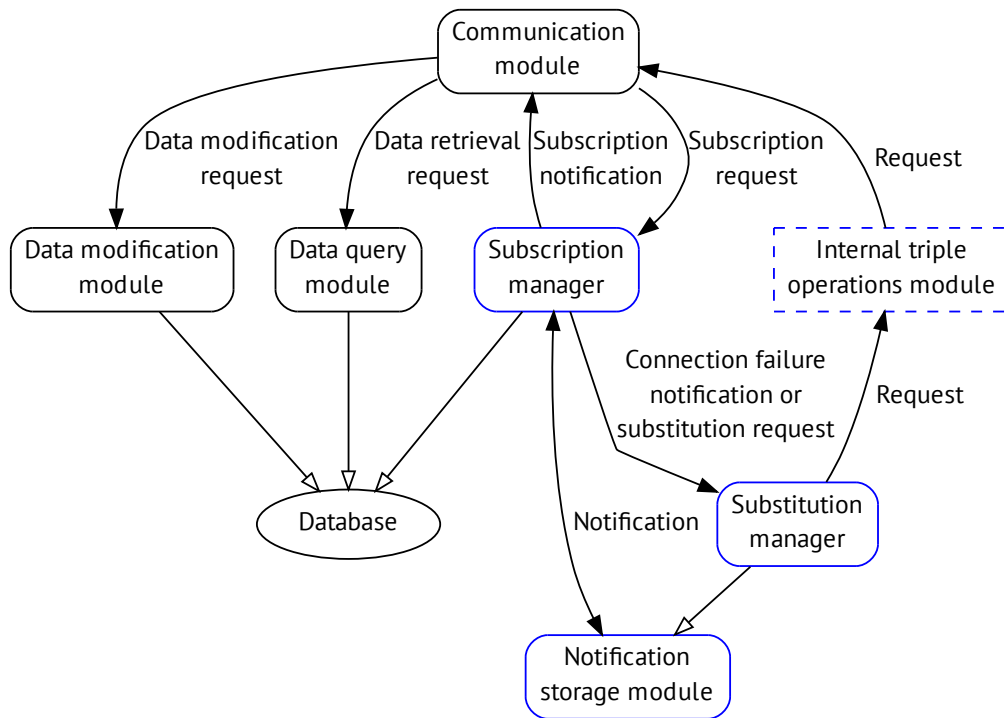 Communication
module
Data modification
request
Data retrieval
request
Subscription
notification
Subscription
request
Request
Data modification
module
Data query
module
Subscription
manager
Internal triple
operations module
Connection failure
notification or
substitution request
Request
Database
Notification
Substitution
manager
Notification
storage module